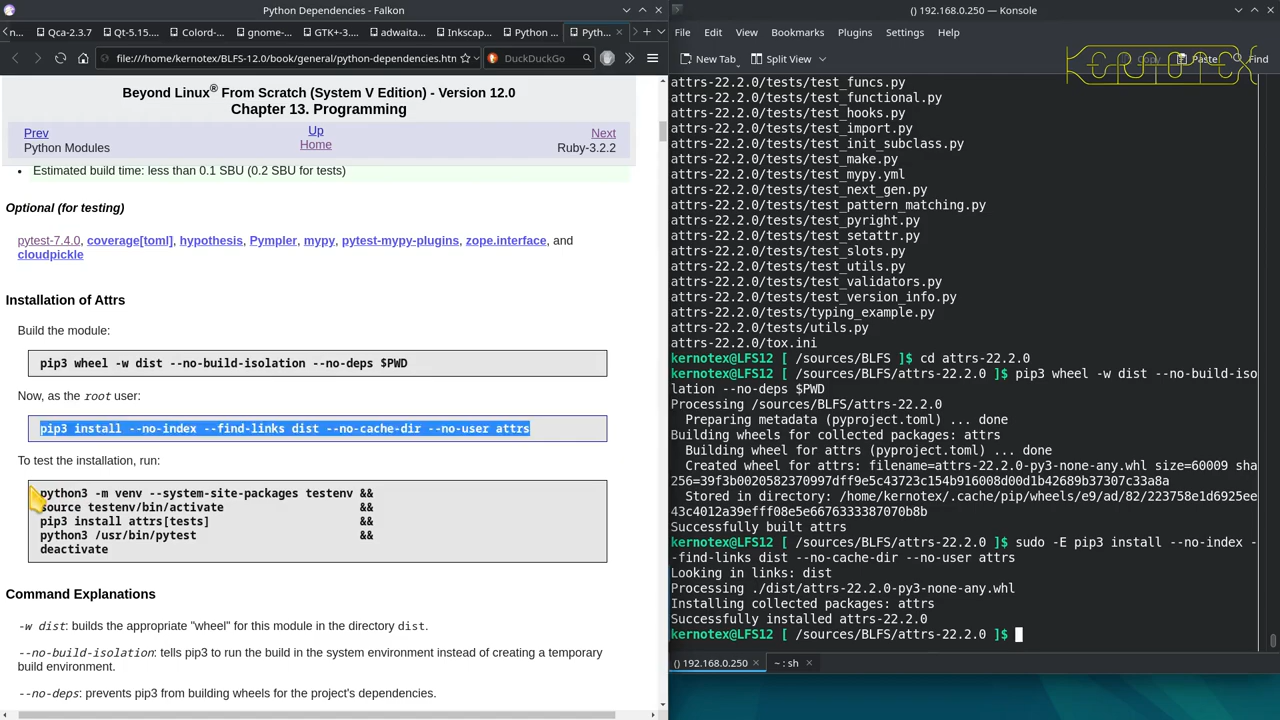 Python Dependencies - Falkon
n...
Qca-2.3.7
Qt-5.15....
Colord-...
gnome-...
GTK+-3....
adwaita...
Inkscap...
Python ...
Pyth...
file:///home/kernotex/BLFS-12.0/book/general/python-dependencies.htn
DuckDuckGo
Beyond Linux® From Scratch (System V Edition) - Version 12.0
Chapter 13. Programming
Prev Up Next
Python Modules Home Ruby-3.2.2
• Estimated build time: less than 0.1 SBU (0.2 SBU for tests)
Optional (for testing)
pytest-7.4.0, coverage[toml], hypothesis, Pympler, mypy, pytest-mypy-plugins, zope.interface, and
cloudpickle
Installation of Attrs
Build the module:
pip3 wheel -w dist --no-build-isolation --no-deps $PWD
Now, as the root user:
pip3 install --no-index --find-links dist --no-cache-dir --no-user attrs
To test the installation, run:
python3 -m venv --system-site-packages testenv &&
source testenv/bin/activate &&
pip3 install attrs[tests] &&
python3 /usr/bin/pytest &&
deactivate
Command Explanations
-w dist: builds the appropriate "wheel" for this module in the directory dist.
--no-build-isolation: tells pip3 to run the build in the system environment instead of creating a temporary
build environment.
--no-deps: prevents pip3 from building wheels for the project's dependencies.
() 192.168.0.250 — Konsole
File Edit View Bookmarks Plugins Settings Help
New Tab Split View Copy Paste Find
KERNOTEX
attrs-22.2.0/tests/test_funcs.py
attrs-22.2.0/tests/test_functional.py
attrs-22.2.0/tests/test_hooks.py
attrs-22.2.0/tests/test_import.py
attrs-22.2.0/tests/test_init_subclass.py
attrs-22.2.0/tests/test_make.py
attrs-22.2.0/tests/test_mypy.yml
attrs-22.2.0/tests/test_next_gen.py
attrs-22.2.0/tests/test_pattern_matching.py
attrs-22.2.0/tests/test_pyright.py
attrs-22.2.0/tests/test_setattr.py
attrs-22.2.0/tests/test_slots.py
attrs-22.2.0/tests/test_utils.py
attrs-22.2.0/tests/test_validators.py
attrs-22.2.0/tests/test_version_info.py
attrs-22.2.0/tests/typing_example.py
attrs-22.2.0/tests/utils.py
attrs-22.2.0/tox.ini
kernotex@LFS12 [ /sources/BLFS ]$ cd attrs-22.2.0
kernotex@LFS12 [ /sources/BLFS/attrs-22.2.0 ]$ pip3 wheel -w dist --no-build-iso
lation --no-deps $PWD
Processing /sources/BLFS/attrs-22.2.0
Preparing metadata (pyproject.toml) ... done
Building wheels for collected packages: attrs
Building wheel for attrs (pyproject.toml) ... done
Created wheel for attrs: filename=attrs-22.2.0-py3-none-any.whl size=60009 sha
256=39f3b0020582370997dff9e5c43723c154b916008d00d1b42689b37307c33a8a
Stored in directory: /home/kernotex/.cache/pip/wheels/e9/ad/82/223758e1d6925ee
43c4012a39efff08e5e6676333387070b8b
Successfully built attrs
kernotex@LFS12 [ /sources/BLFS/attrs-22.2.0 ]$ sudo -E pip3 install --no-index -
-find-links dist --no-cache-dir --no-user attrs
Looking in links: dist
Processing ./dist/attrs-22.2.0-py3-none-any.whl
Installing collected packages: attrs
Successfully installed attrs-22.2.0
kernotex@LFS12 [ /sources/BLFS/attrs-22.2.0 ]$
() 192.168.0.250
~ : sh